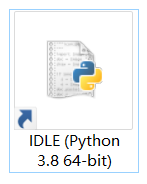 IDLE (Python
3.8 64-bit)